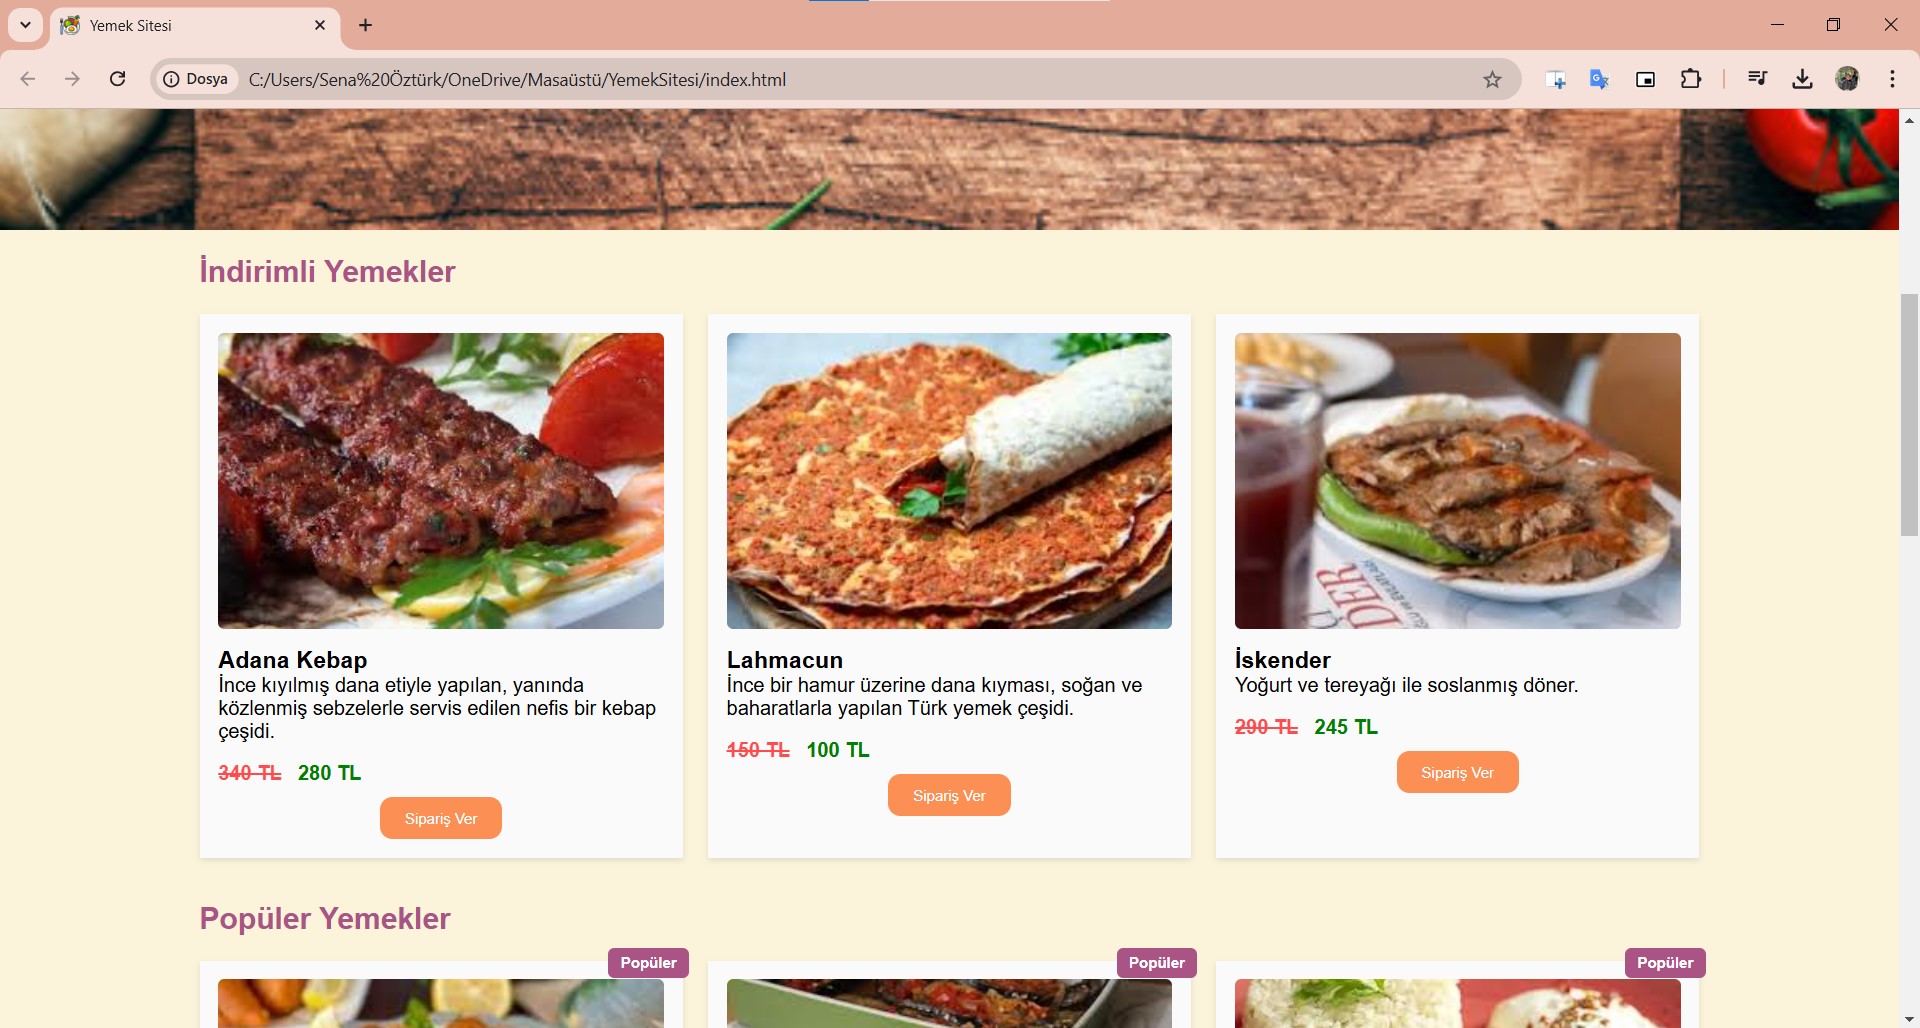 Yemek Sitesi
Dosya
C:/Users/Sena%20Öztürk/OneDrive/Masaüstü/YemekSitesi/index.html
İndirimli Yemekler
Adana Kebap
İnce kıyılmış dana etiyle yapılan, yanında
közlenmiş sebzelerle servis edilen nefis bir kebap
çeşidi.
340 TL 280 TL
Sipariş Ver
Lahmacun
İnce bir hamur üzerine dana kıyması, soğan ve
baharatlarla yapılan Türk yemek çeşidi.
150 TL 100 TL
Sipariş Ver
DER
İskender
Yoğurt ve tereyağı ile soslanmış döner.
290 TL 245 TL
Sipariş Ver
Popüler Yemekler
Popüler
Popüler
Popüler